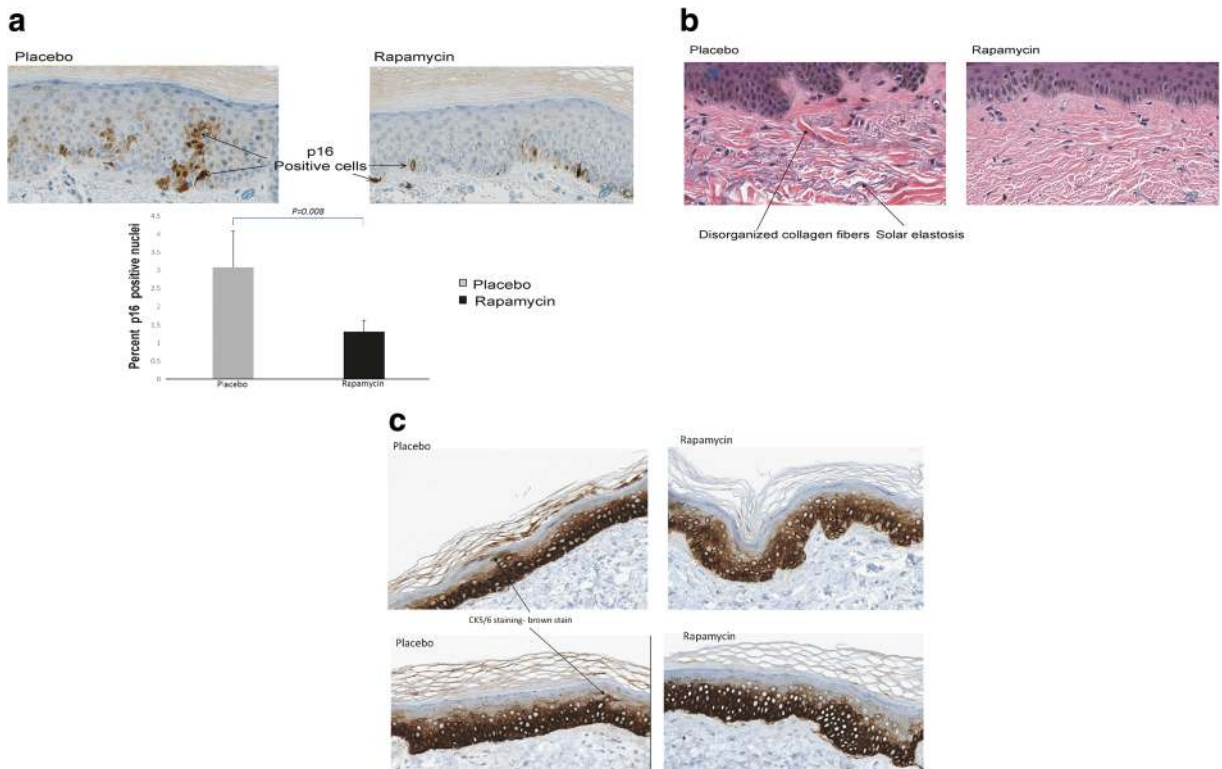 a
Placebo
Rapamycin
p16
Positive cells
P=0.008
4.5
4
3.5
3
2.5
2
1.5
1
0.5
0
Percent p16 positive nuclei
Placebo
Rapamycin
Placebo
Rapamycin
b
Placebo
Rapamycin
Disorganized collagen fibers Solar elastosis
c
Placebo
Rapamycin
CK5/6 staining- brown stain
Placebo
Rapamycin